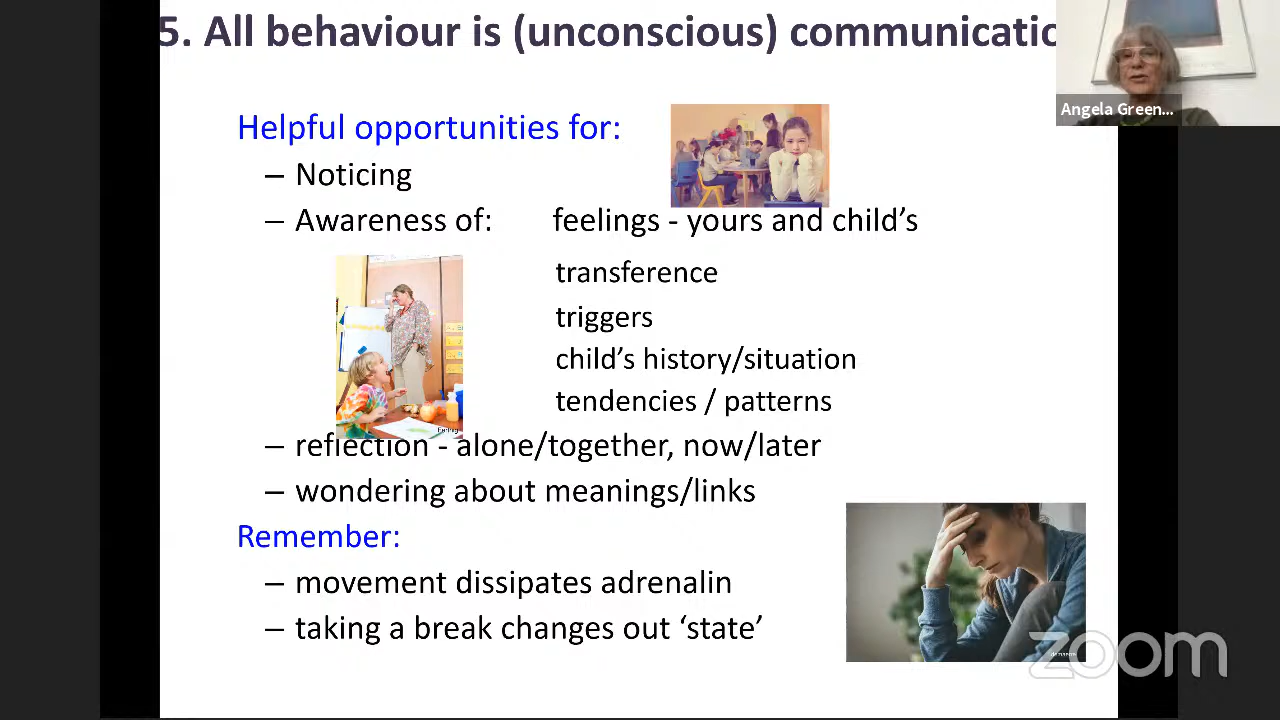 5. All behaviour is (unconscious) communicatio
Angela Green...
Helpful opportunities for:
– Noticing
– Awareness of: feelings - yours and child's
transference
triggers
child's history/situation
tendencies / patterns
– reflection - alone/together, now/later
– wondering about meanings/links
Remember:
– movement dissipates adrenalin
– taking a break changes out ‘state’
zoom